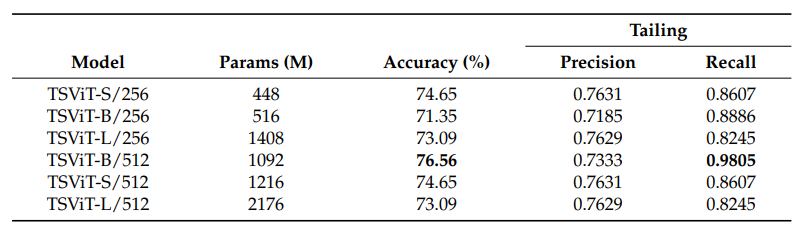 Tailing
Model Params (M) Accuracy (%) Precision Recall
TSViT-S/256 448 74.65 0.7631 0.8607
TSViT-B/256 516 71.35 0.7185 0.8886
TSViT-L/256 1408 73.09 0.7629 0.8245
TSViT-B/512 1092 76.56 0.7333 0.9805
TSViT-S/512 1216 74.65 0.7631 0.8607
TSViT-L/512 2176 73.09 0.7629 0.8245